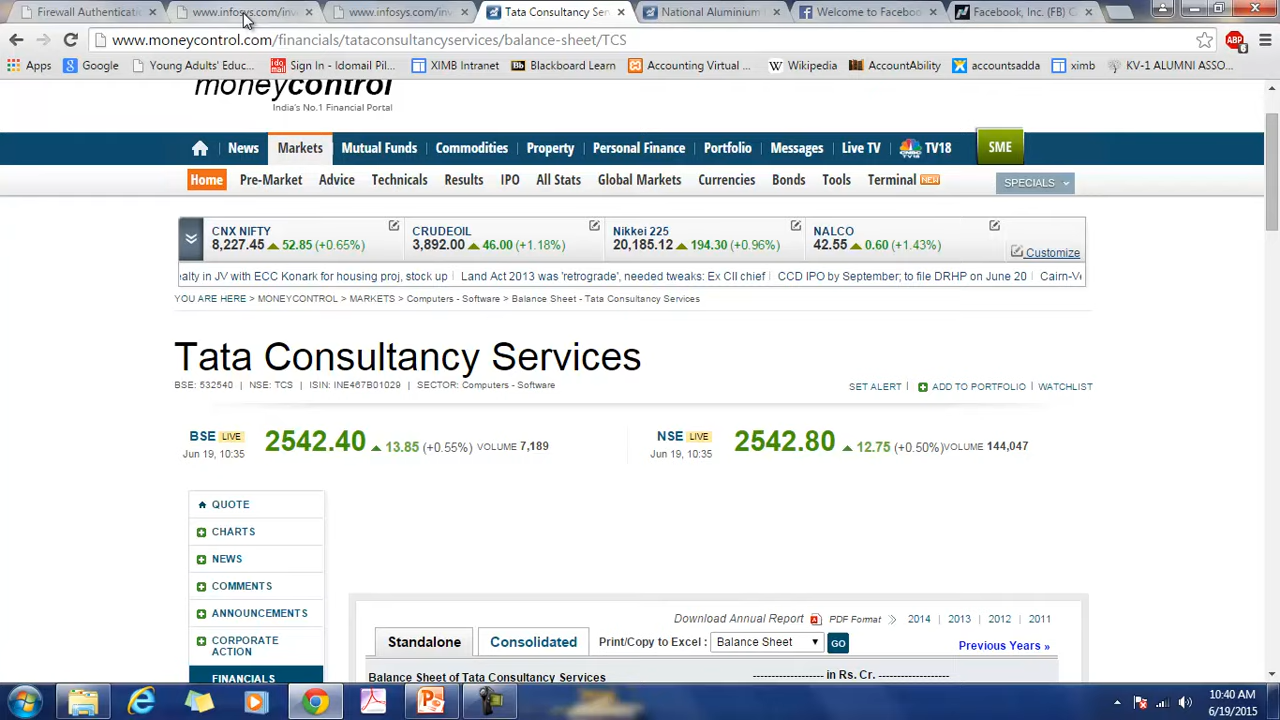 Firewall Authenticati
www.infosys.com/inv
www.infosys.com/inv
Tata Consultancy Ser
National Aluminium
Welcome to Faceboo
Facebook, Inc. (FB) C
www.moneycontrol.com/financials/tataconsultancyservices/balance-sheet/TCS
ABP
6
Apps Google Young Adults' Educ... Sign In - Idomail Pil... XIMB Intranet Blackboard Learn Accounting Virtual ... Wikipedia AccountAbility accountsadda ximb KV-1 ALUMNI ASSO...
moneycontrol
India's No.1 Financial Portal
News Markets Mutual Funds Commodities Property Personal Finance Portfolio Messages Live TV TV18 SME
Home Pre-Market Advice Technicals Results IPO All Stats Global Markets Currencies Bonds Tools Terminal NEW SPECIALS
CNX NIFTY CRUDEOIL Nikkei 225 NALCO
8,227.45 52.85 (+0.65%) 3,892.00 46.00 (+1.18%) 20,185.12 194.30 (+0.96%) 42.55 0.60 (+1.43%) Customize
alty in JV with ECC Konark for housing proj, stock up | Land Act 2013 was 'retrograde', needed tweaks: Ex CII chief | CCD IPO by September; to file DRHP on June 20 | Cairn-Ve
YOU ARE HERE > MONEYCONTROL > MARKETS > Computers - Software > Balance Sheet - Tata Consultancy Services
Tata Consultancy Services
BSE: 532540 | NSE: TCS | ISIN: INE467B01029 | SECTOR: Computers - Software
SET ALERT | ADD TO PORTFOLIO | WATCHLIST
BSE LIVE 2542.40 13.85 (+0.55%) VOLUME 7,189
Jun 19, 10:35
NSE LIVE 2542.80 12.75 (+0.50%) VOLUME 144,047
Jun 19, 10:35
QUOTE
CHARTS
NEWS
COMMENTS
ANNOUNCEMENTS
CORPORATE
ACTION
FINANCIALS
Download Annual Report PDF Format 2014 | 2013 | 2012 | 2011
Standalone Consolidated Print/Copy to Excel : Balance Sheet GO Previous Years »
Balance Sheet of Tata Consultancy Services ------------------- in Rs. Cr. -------------------
10:40 AM
6/19/2015